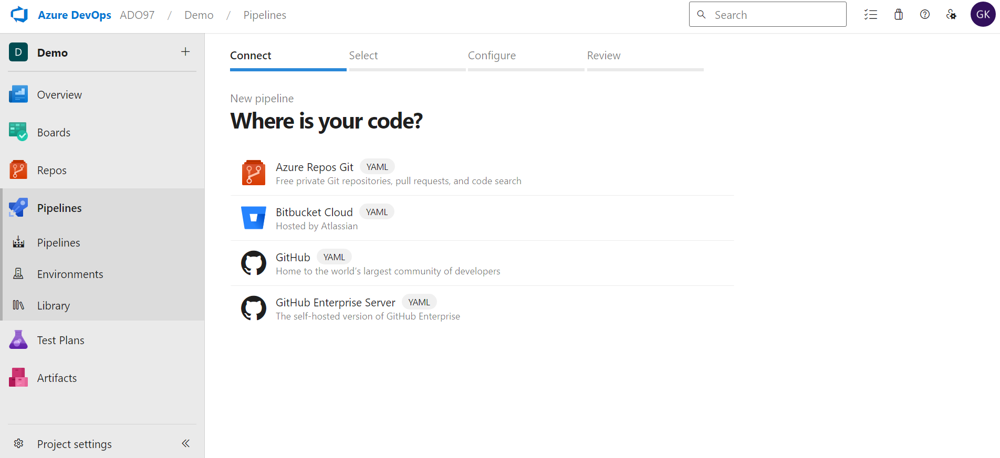 Azure DevOps ADO97 / Demo / Pipelines
Search
GK
D Demo
Overview
Boards
Repos
Pipelines
Pipelines
Environments
Library
Test Plans
Artifacts
Project settings
Connect Select Configure Review
New pipeline
Where is your code?
Azure Repos Git YAML
Free private Git repositories, pull requests, and code search
Bitbucket Cloud YAML
Hosted by Atlassian
GitHub YAML
Home to the world’s largest community of developers
GitHub Enterprise Server YAML
The self-hosted version of GitHub Enterprise